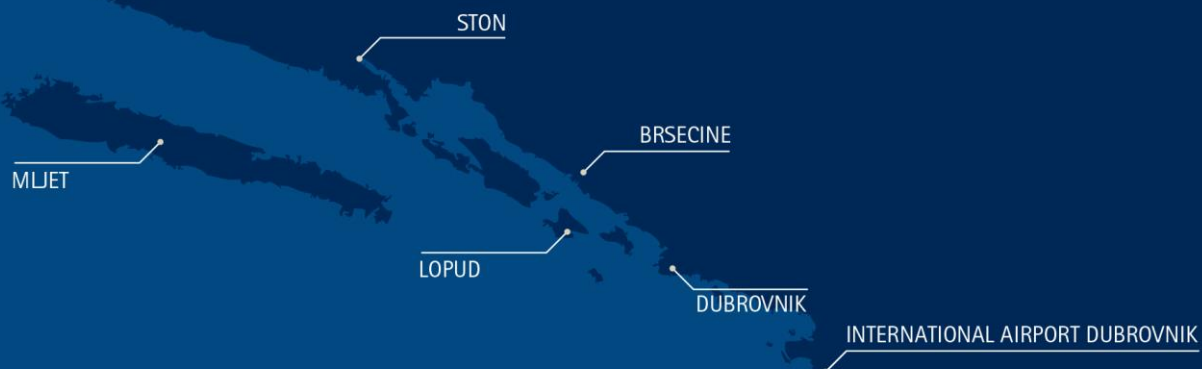 STON
BRSECINE
MLJET
LOPUD
DUBROVNIK
INTERNATIONAL AIRPORT DUBROVNIK